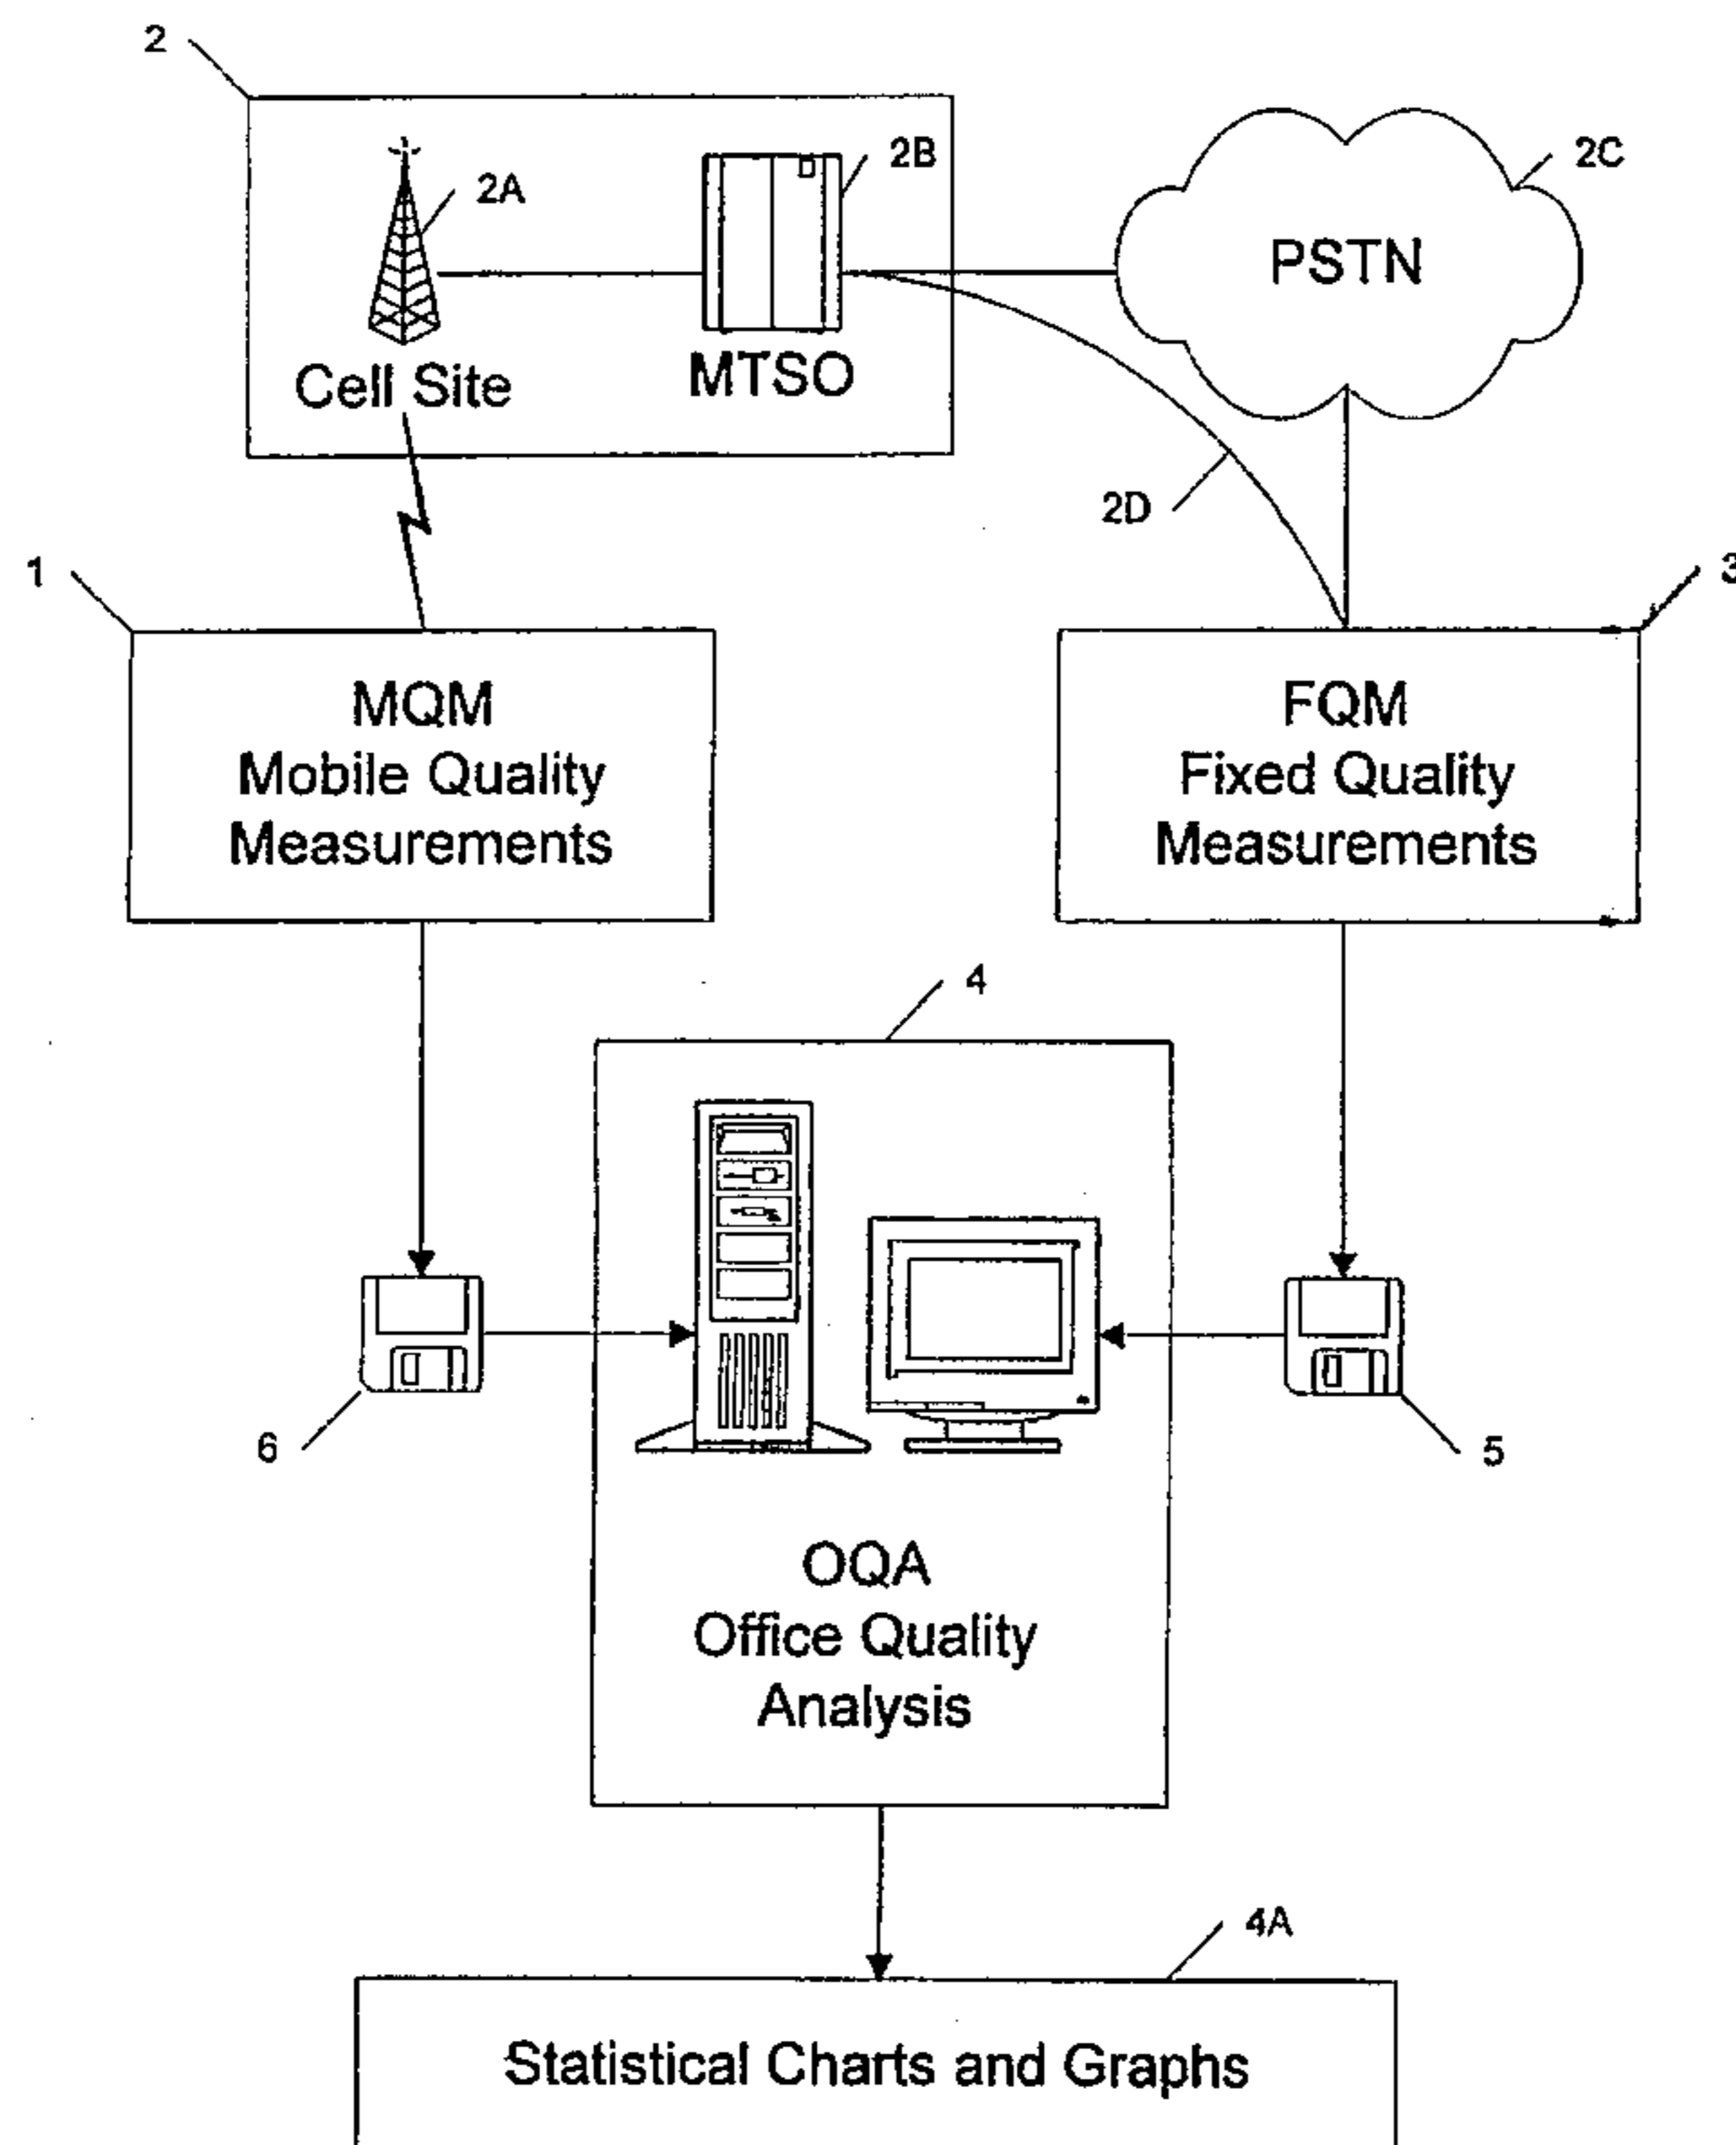 2
2A
2B
2C
PSTN
Cell Site
MTSO
2D
1
3
MQM
Mobile Quality
Measurements
FQM
Fixed Quality
Measurements
4
6
5
OQA
Office Quality
Analysis
4A
Statistical Charts and Graphs